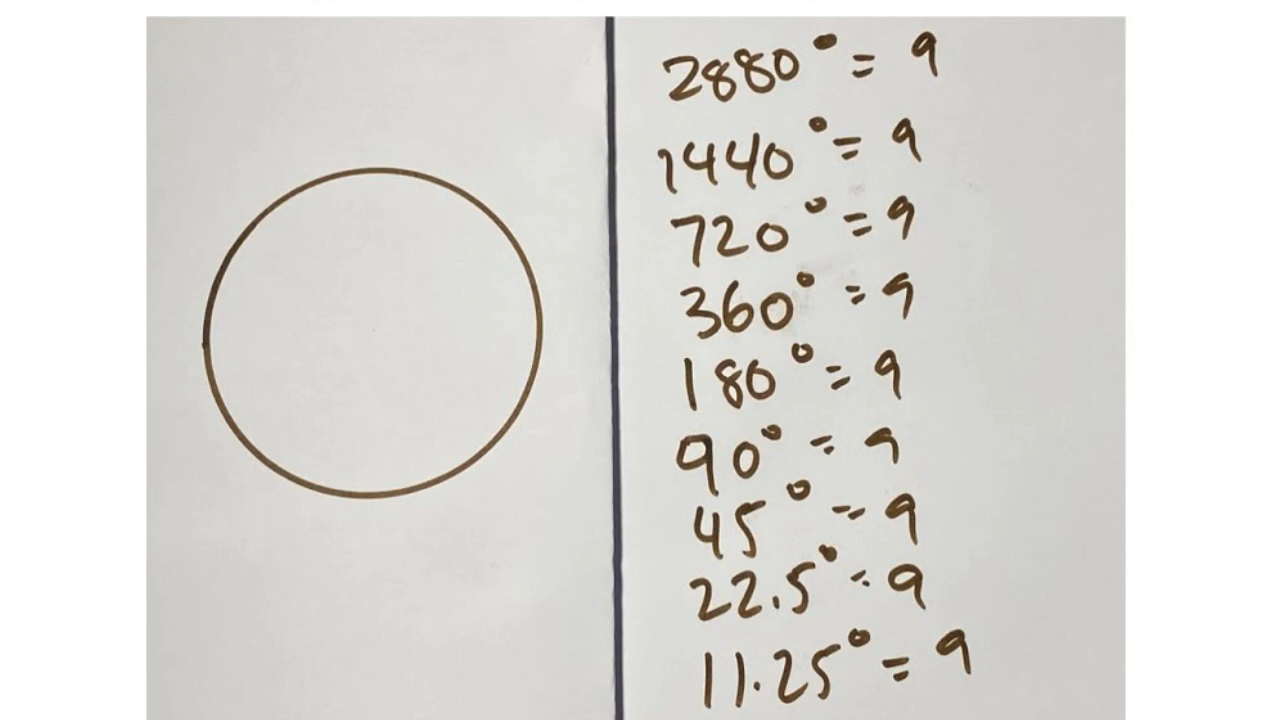 2880° = 9
1440° = 9
720° = 9
360° = 9
180° = 9
90° = 9
45° = 9
22.5° = 9
11.25° = 9